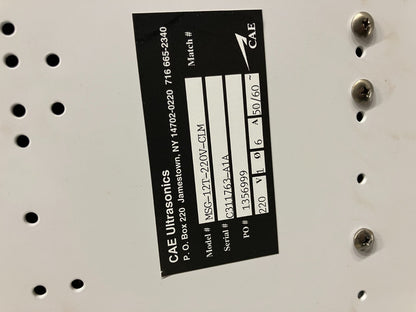 CAE Ultrasonics
P. O. Box 220 Jamestown, NY 14702-0220 716 665-2340
Model # MSG-12T-220V-CLM Match #
Serial # C311763-A1A
PO # 1356999
220 V 1 Ø 6 A 50/60 ~
CAE